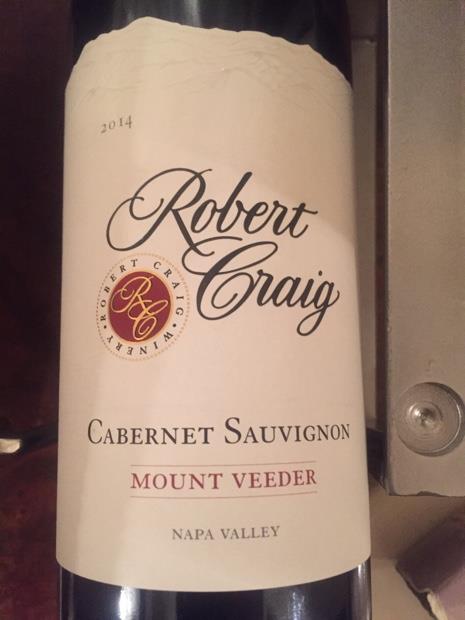 2014
Robert
Craig
ROBERT CRAIG · WINERY ·
RC
CABERNET SAUVIGNON
MOUNT VEEDER
NAPA VALLEY